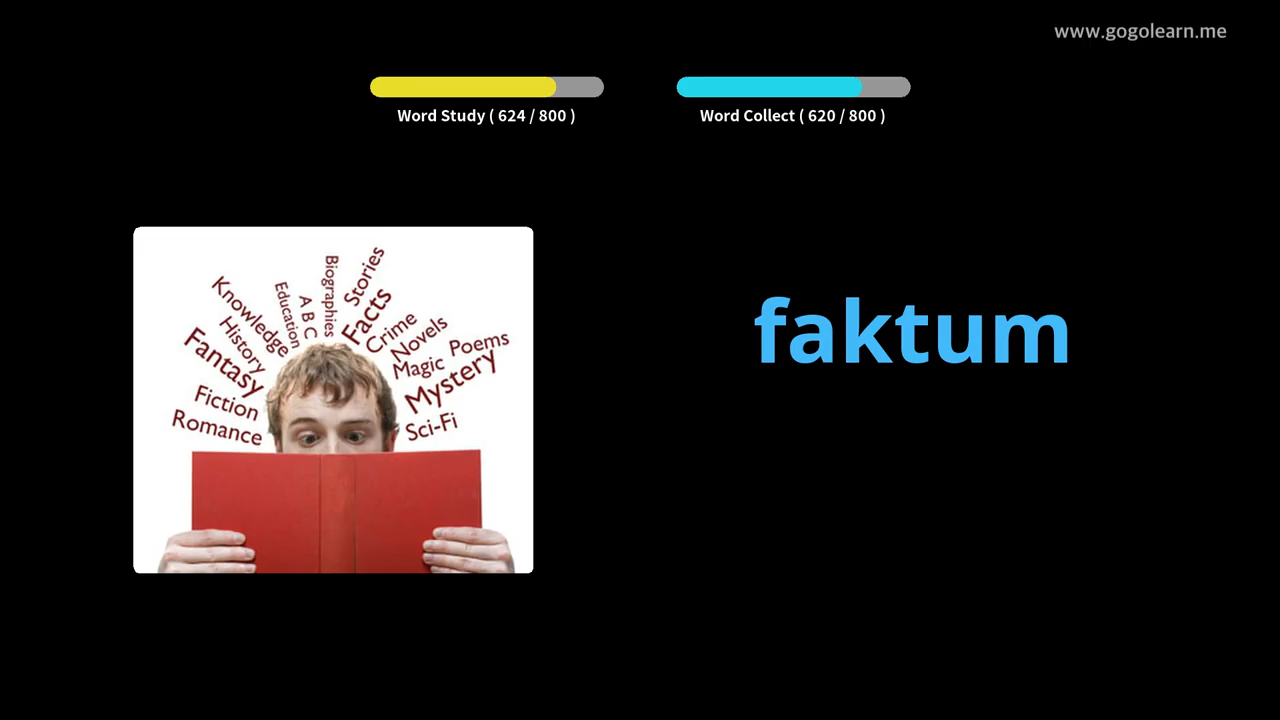 www.gogolearn.me
Word Study ( 624 / 800 )
Word Collect ( 620 / 800 )
faktum
Biographies
Stories
Education
A B C
Facts
Knowledge
Crime
History
Novels
Poems
Fantasy
Magic
Mystery
Fiction
Romance
Sci-Fi